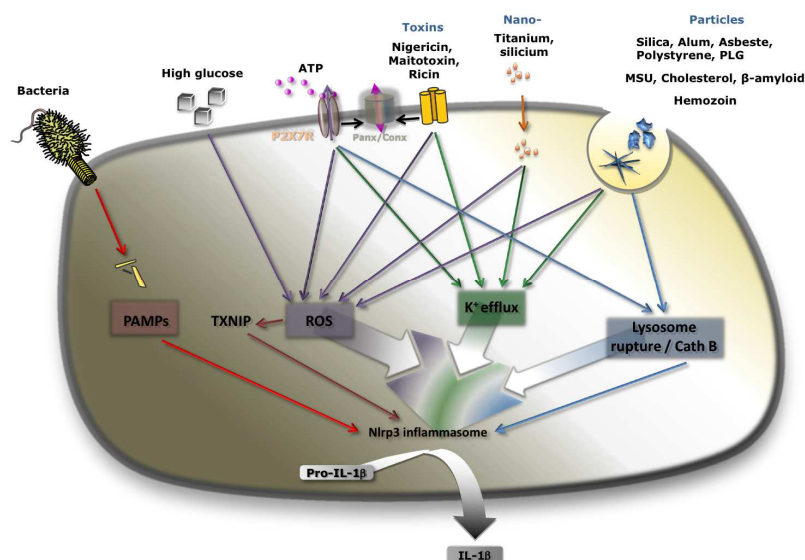 Toxins
Nigericin,
Maitotoxin,
Ricin
Nano-
Titanium,
silicium
Particles
Silica, Alum, Asbeste,
Polystyrene, PLG
MSU, Cholesterol, β-amyloid
Hemozoin
Bacteria
High glucose
ATP
P2X7R
Panx/Conx
PAMPs
TXNIP
ROS
K+ efflux
Lysosome
rupture / Cath B
Nlrp3 inflammasome
Pro-IL-1β
IL-1β